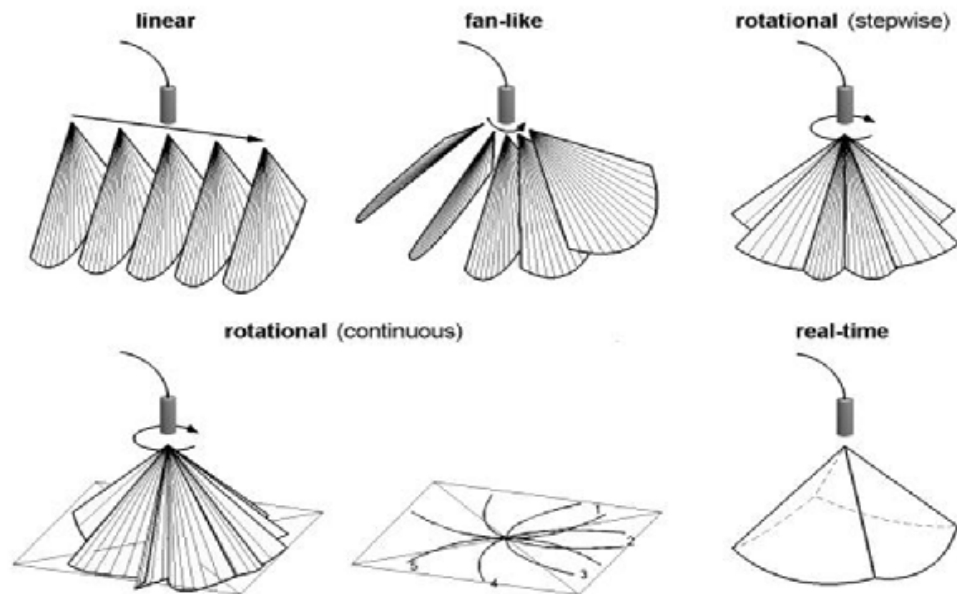 linear
fan-like
rotational (stepwise)
rotational (continuous)
real-time
1
2
3
4
5